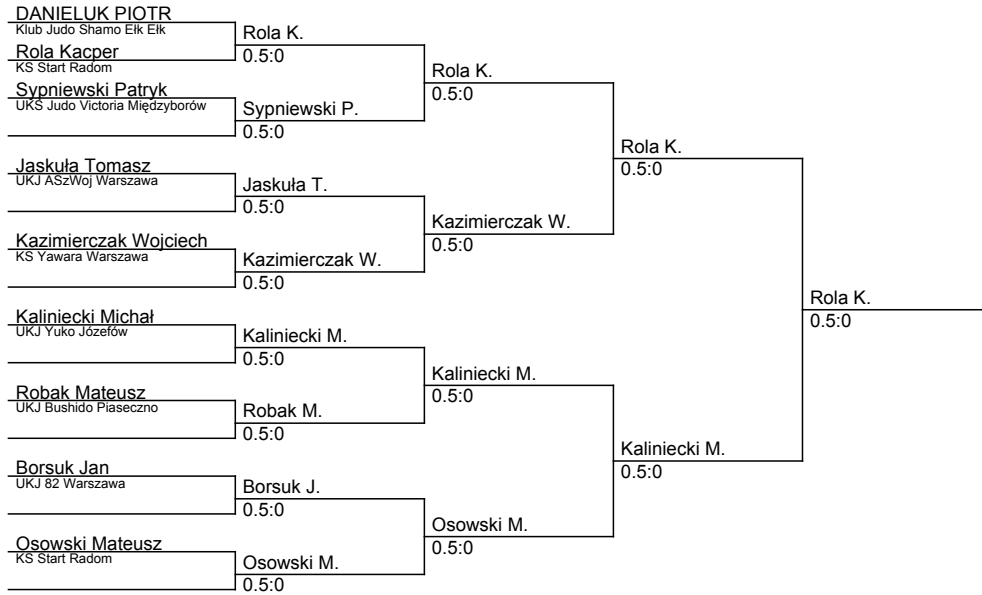 DANIELUK PIOTR
Klub Judo Shamo Ełk Ełk
Rola Kacper
KS Start Radom
Sypniewski Patryk
UKS Judo Victoria Międzyborów
Jaskuła Tomasz
UKJ ASzWoj Warszawa
Kazimierczak Wojciech
KS Yawara Warszawa
Kaliniecki Michał
UKJ Yuko Józefów
Robak Mateusz
UKJ Bushido Piaseczno
Borsuk Jan
UKJ 82 Warszawa
Osowski Mateusz
KS Start Radom
Rola K.
0.5:0
Sypniewski P.
0.5:0
Jaskuła T.
0.5:0
Kazimierczak W.
0.5:0
Kaliniecki M.
0.5:0
Robak M.
0.5:0
Borsuk J.
0.5:0
Osowski M.
0.5:0
Rola K.
0.5:0
Kazimierczak W.
0.5:0
Kaliniecki M.
0.5:0
Osowski M.
0.5:0
Rola K.
0.5:0
Kaliniecki M.
0.5:0
Rola K.
0.5:0